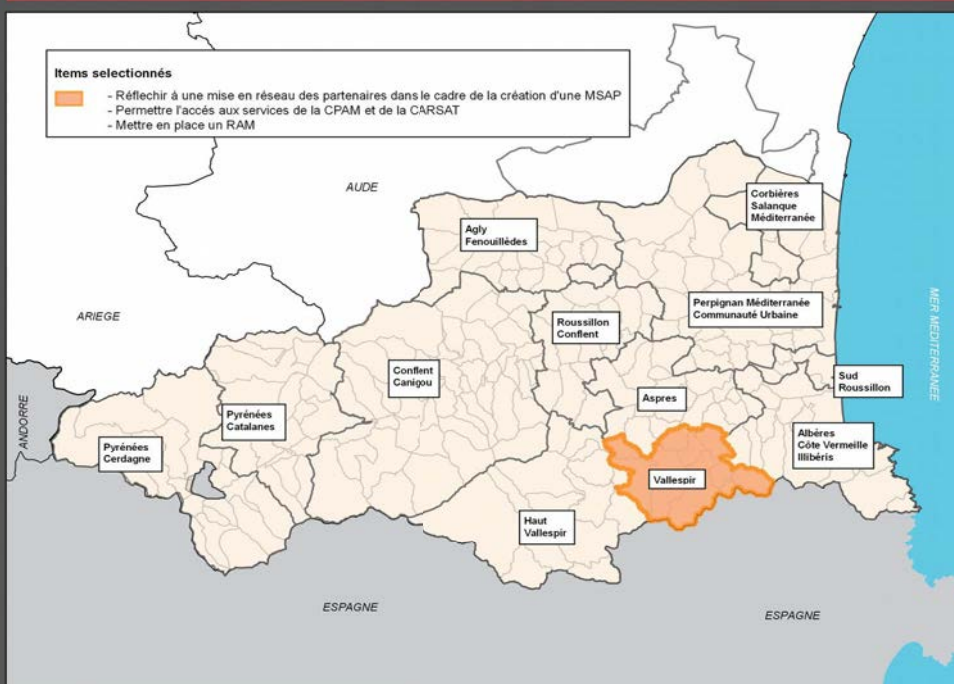 Items selectionnés
- Réflechir à une mise en réseau des partenaires dans le cadre de la création d'une MSAP
- Permettre l'accés aux services de la CPAM et de la CARSAT
- Mettre en place un RAM
AUDE
Corbières
Salanque
Méditerranée
Agly
Fenouillèdes
ARIEGE
MER MEDITERRANEE
Perpignan Méditerranée
Communauté Urbaine
Roussillon
Conflent
Conflent
Canigou
Sud
Roussillon
Aspres
ANDORRE
Pyrénées
Catalanes
Albères
Côte Vermeille
Illibéris
Pyrénées
Cerdagne
Vallespir
Haut
Vallespir
ESPAGNE
ESPAGNE